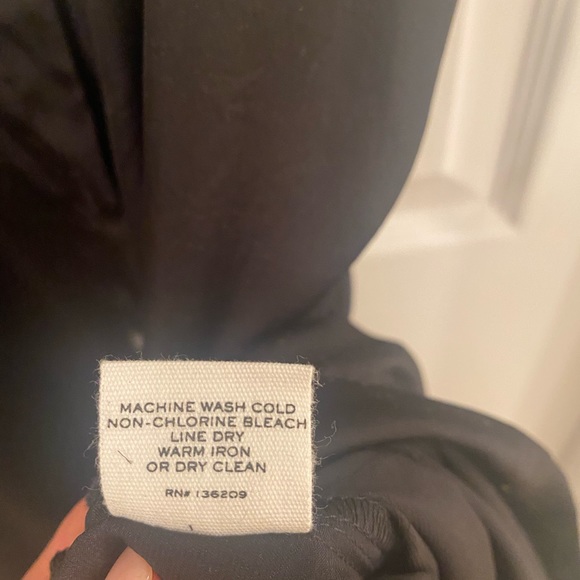 MACHINE WASH COLD
NON-CHLORINE BLEACH
LINE DRY
WARM IRON
OR DRY CLEAN
RN# 136209